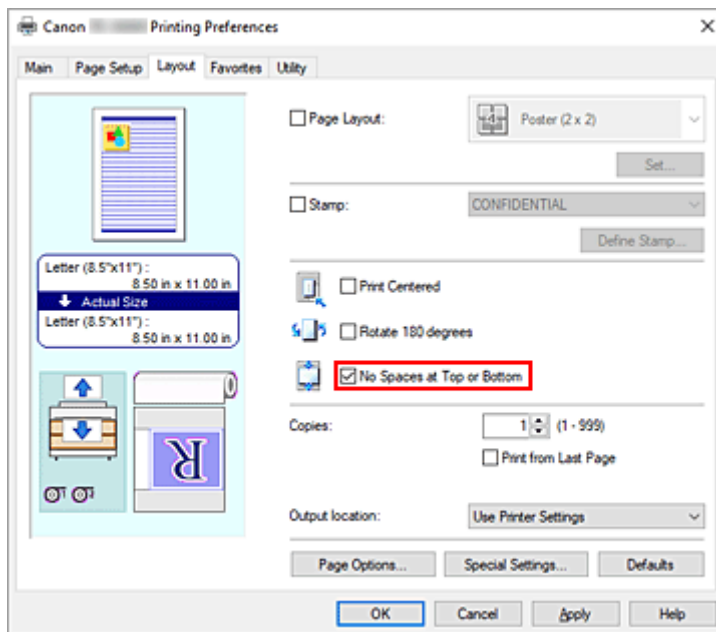 Canon Printing Preferences
Main Page Setup Layout Favorites Utility
Page Layout: Poster (2 x 2)
Set...
Stamp: CONFIDENTIAL
Define Stamp...
Letter (8.5"x11") :
8.50 in x 11.00 in
Actual Size
Letter (8.5"x11") :
8.50 in x 11.00 in
Print Centered
Rotate 180 degrees
No Spaces at Top or Bottom
Copies: 1 (1 - 999)
Print from Last Page
R
Output location: Use Printer Settings
Page Options... Special Settings... Defaults
OK Cancel Apply Help